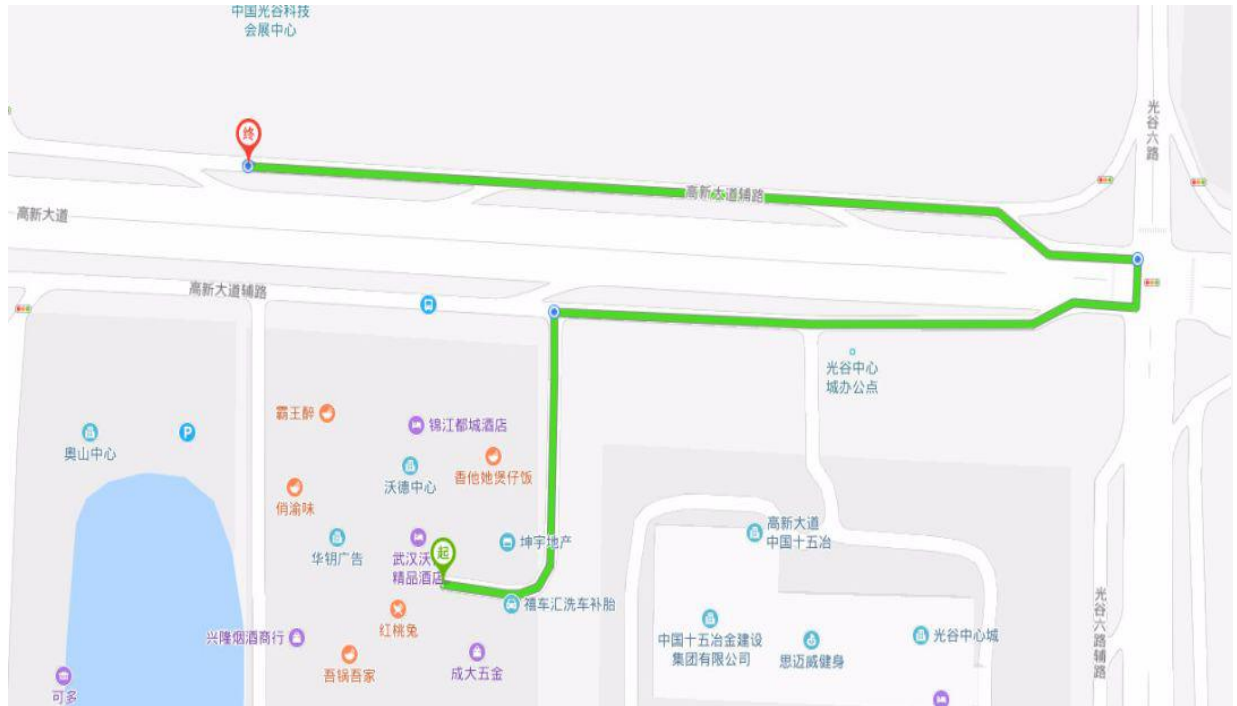 中国光谷科技
会展中心
终
光谷六路
高新大道辅路
高新大道
高新大道辅路
光谷中心
城办公点
霸王醉
锦江都城酒店
奥山中心
P
沃德中心
香他她煲仔饭
俏渝味
高新大道
中国十五冶
华钥广告
武汉沃
精品酒店
起
坤宇地产
福车汇洗车补胎
光谷六路辅路
红桃兔
兴隆烟酒商行
中国十五冶金建设
集团有限公司
思迈威健身
光谷中心城
吾锅吾家
成大五金
可多